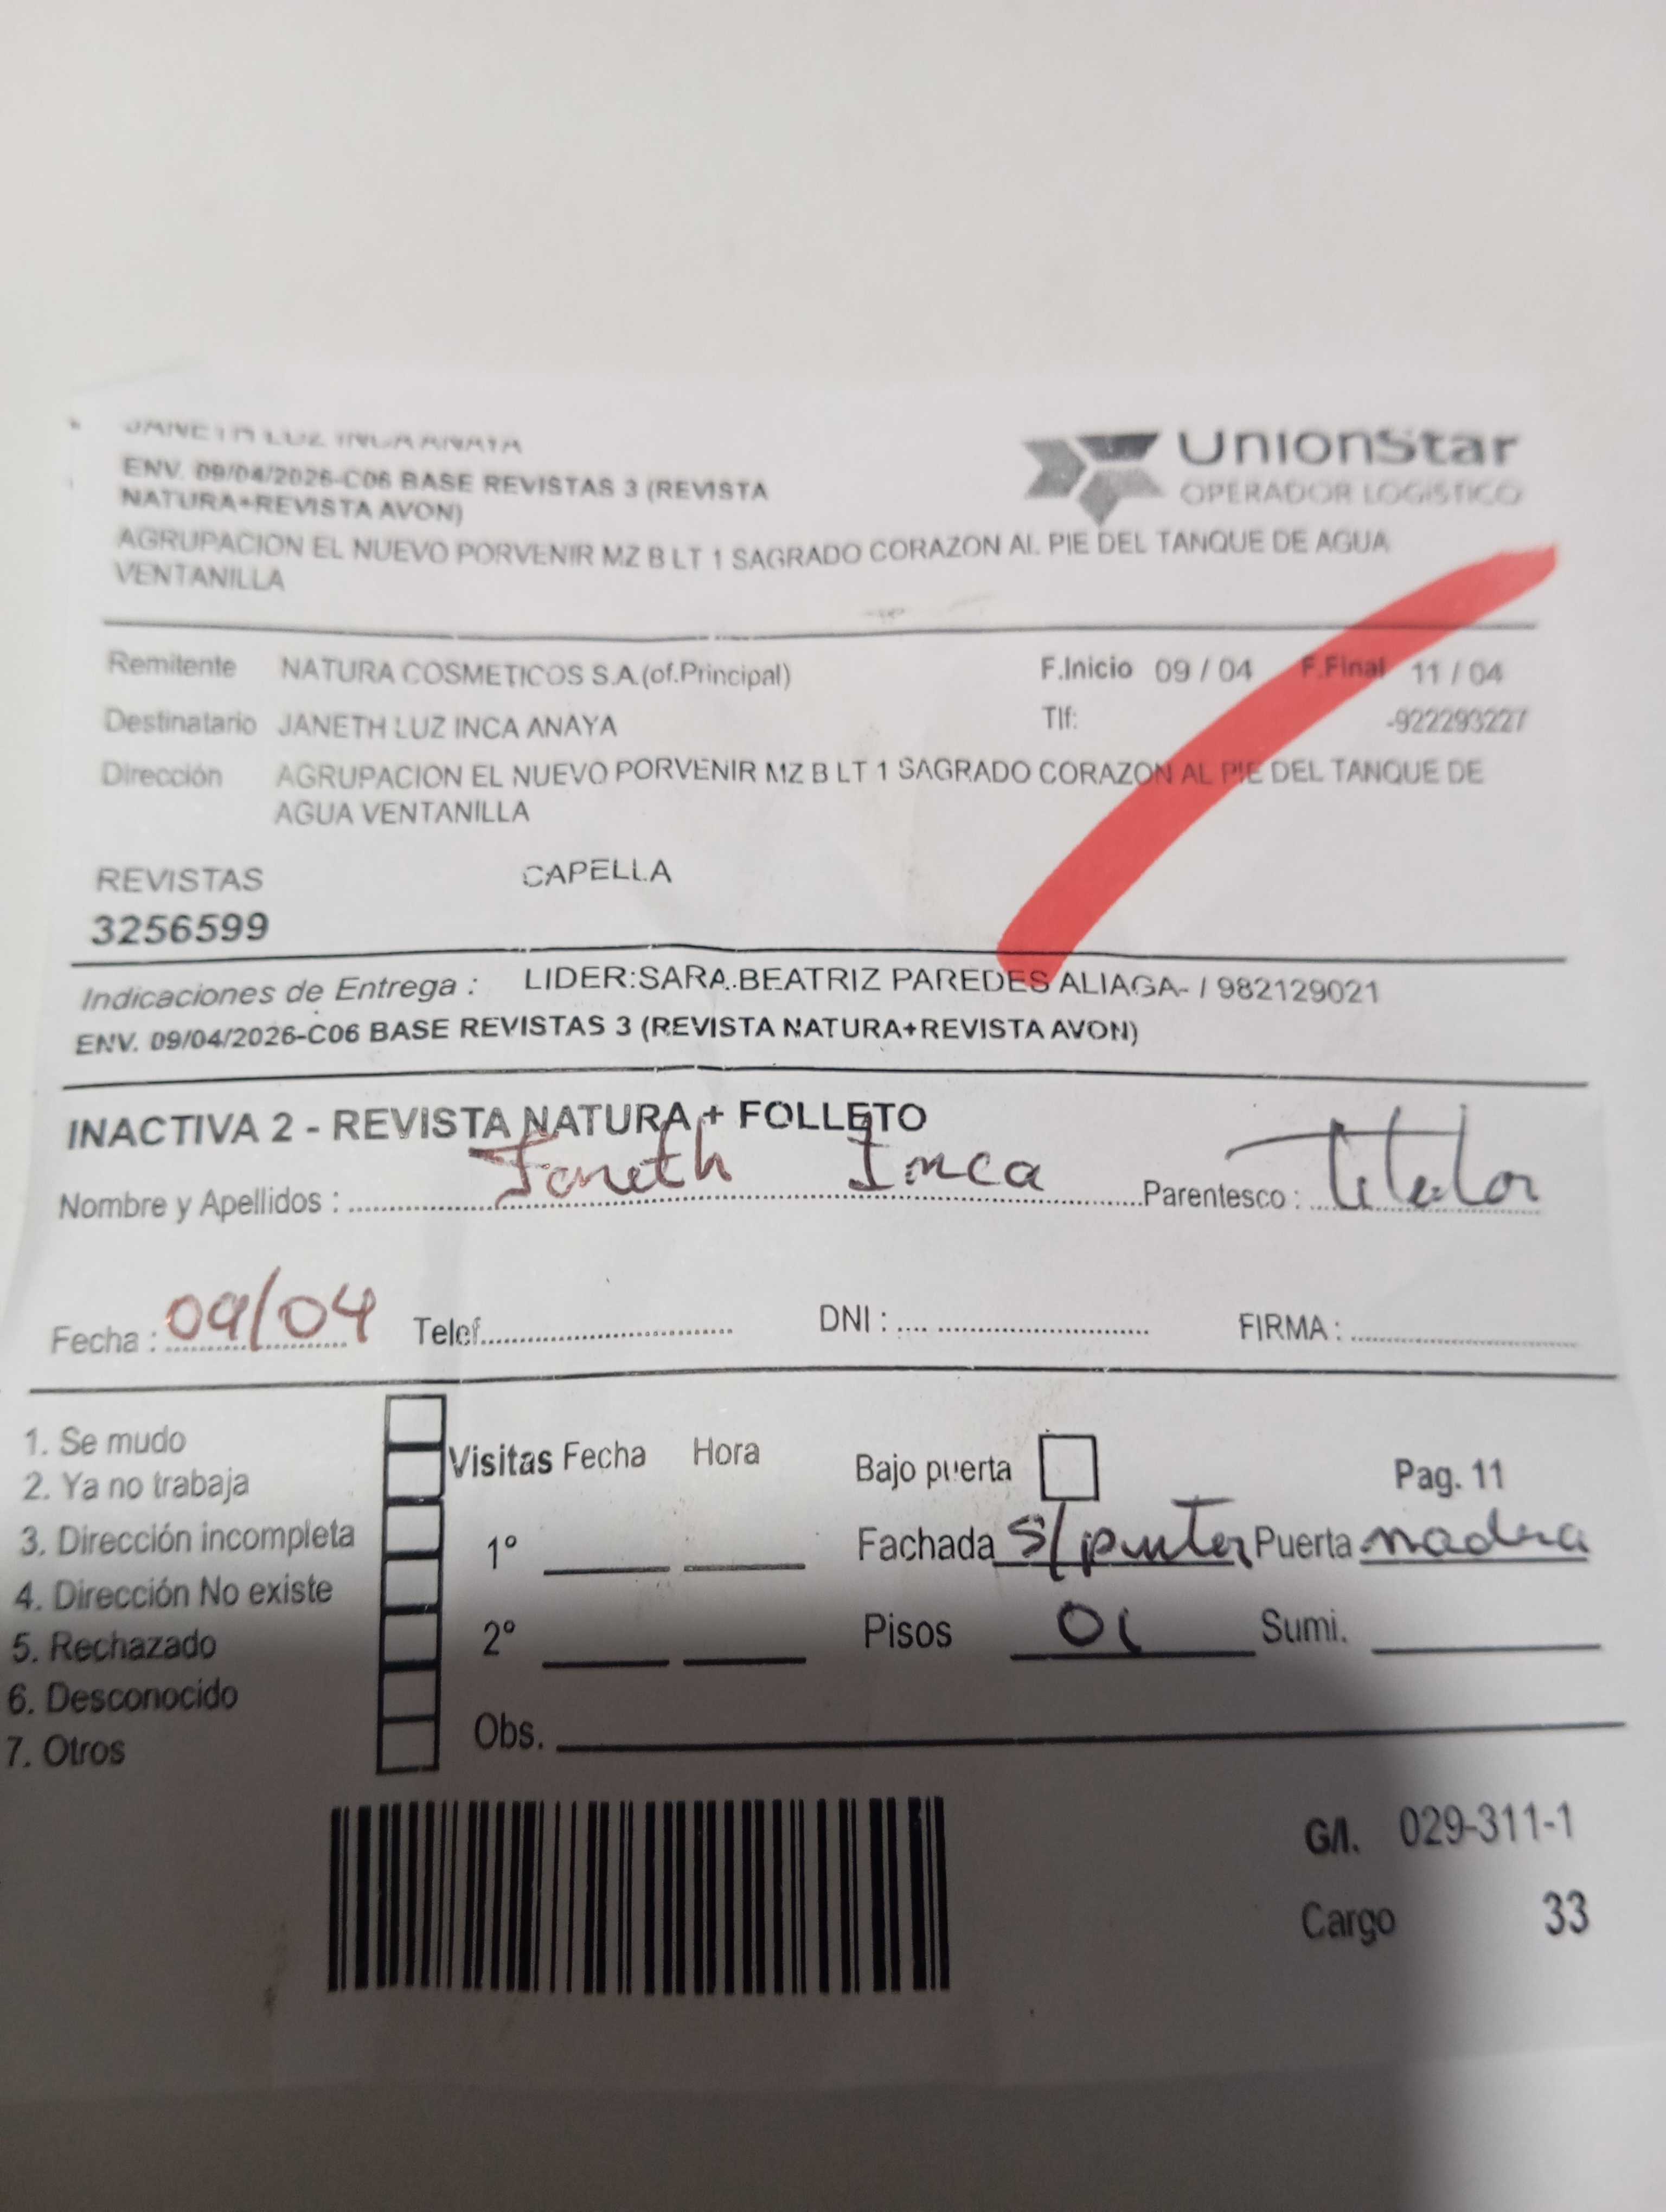 JANETH LUZ INCA ANAYA
UnionStar
OPERADOR LOGISTICO
ENV. 09/04/2026-C06 BASE REVISTAS 3 (REVISTA
NATURA+REVISTA AVON)
AGRUPACION EL NUEVO PORVENIR MZ B LT 1 SAGRADO CORAZON AL PIE DEL TANQUE DE AGUA
VENTANILLA
Remitente NATURA COSMETICOS S.A.(of.Principal) F.Inicio 09 / 04 F.Final 11 / 04
Destinatario JANETH LUZ INCA ANAYA Tlf: -922293227
Dirección AGRUPACION EL NUEVO PORVENIR MZ B LT 1 SAGRADO CORAZON AL PIE DEL TANQUE DE
AGUA VENTANILLA
REVISTAS CAPELLA
3256599
Indicaciones de Entrega : LIDER:SARA BEATRIZ PAREDES ALIAGA- / 982129021
ENV. 09/04/2026-C06 BASE REVISTAS 3 (REVISTA NATURA+REVISTA AVON)
INACTIVA 2 - REVISTA NATURA + FOLLETO
Nombre y Apellidos : Janeth Inca Parentesco : Titular
Fecha : 09/04 Telef. DNI : FIRMA :
1. Se mudo
2. Ya no trabaja
3. Dirección incompleta
4. Dirección No existe
5. Rechazado
6. Desconocido
7. Otros
Visitas Fecha Hora
1°
2°
Obs.
Bajo puerta Pag. 11
Fachada S/pintar Puerta madera
Pisos 01 Sumi.
G/I. 029-311-1
Cargo 33